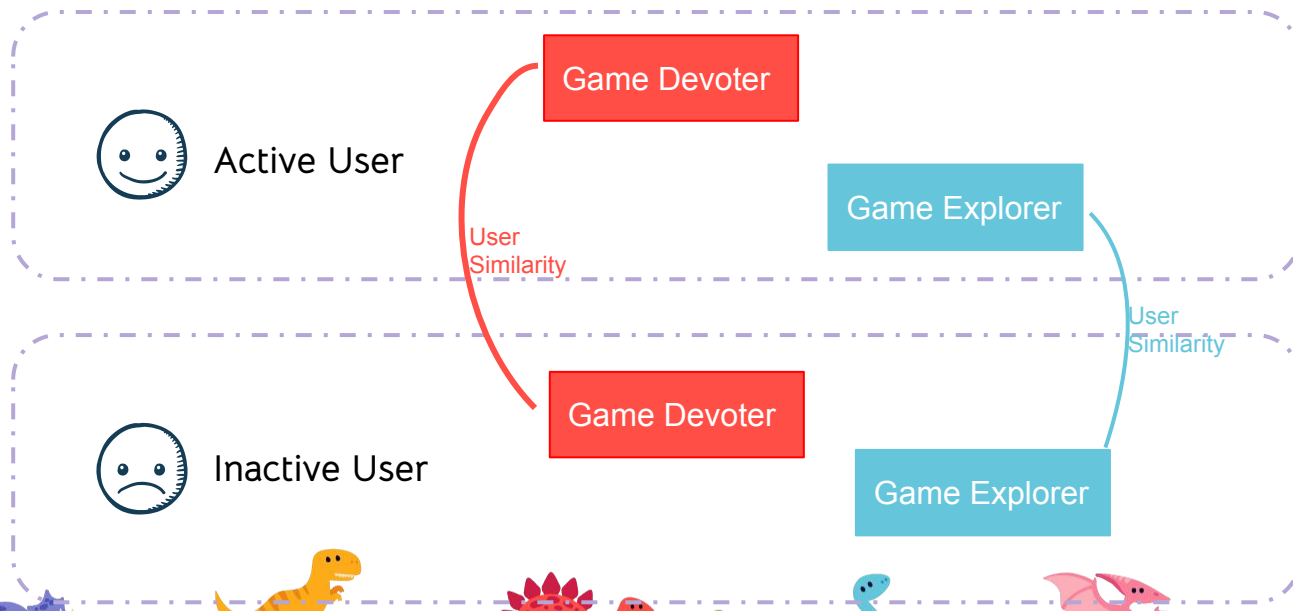 Game Devoter
Active User
Game Explorer
User
Similarity
User
Similarity
Game Devoter
Inactive User
Game Explorer